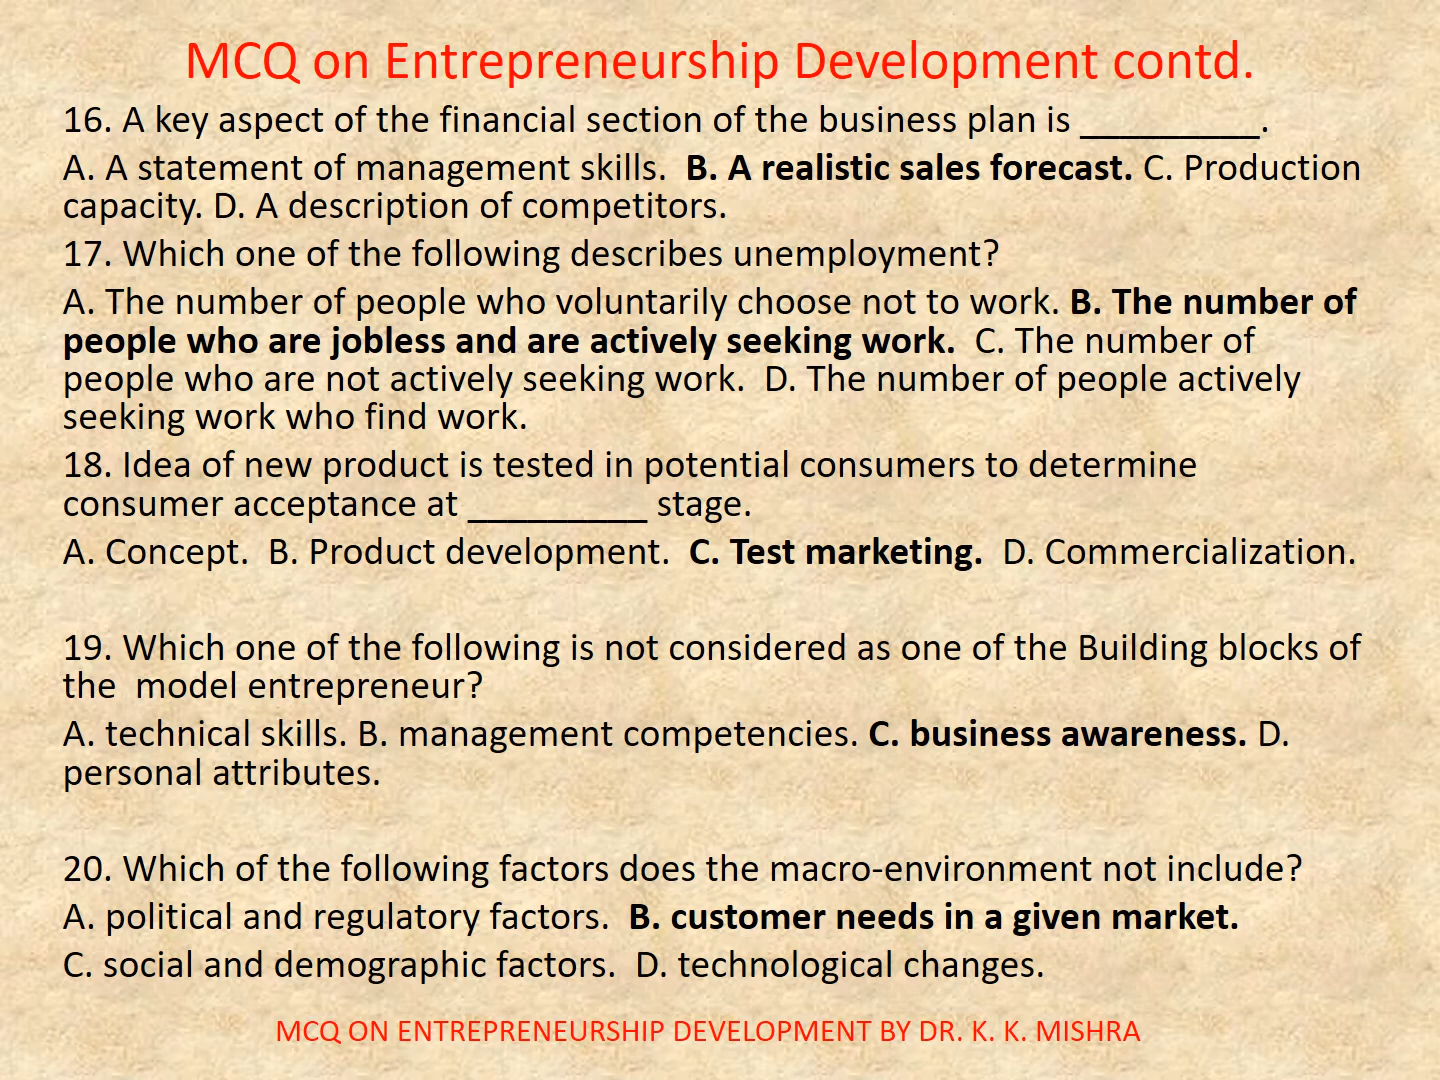 MCQ on Entrepreneurship Development contd.
16. A key aspect of the financial section of the business plan is _________.
A. A statement of management skills.  B. A realistic sales forecast. C. Production
capacity. D. A description of competitors.
17. Which one of the following describes unemployment?
A. The number of people who voluntarily choose not to work. B. The number of
people who are jobless and are actively seeking work.  C. The number of
people who are not actively seeking work.  D. The number of people actively
seeking work who find work.
18. Idea of new product is tested in potential consumers to determine
consumer acceptance at _________ stage.
A. Concept.  B. Product development.  C. Test marketing.  D. Commercialization.
19. Which one of the following is not considered as one of the Building blocks of
the  model entrepreneur?
A. technical skills. B. management competencies. C. business awareness. D.
personal attributes.
20. Which of the following factors does the macro-environment not include?
A. political and regulatory factors.  B. customer needs in a given market.
C. social and demographic factors.  D. technological changes.
MCQ ON ENTREPRENEURSHIP DEVELOPMENT BY DR. K. K. MISHRA